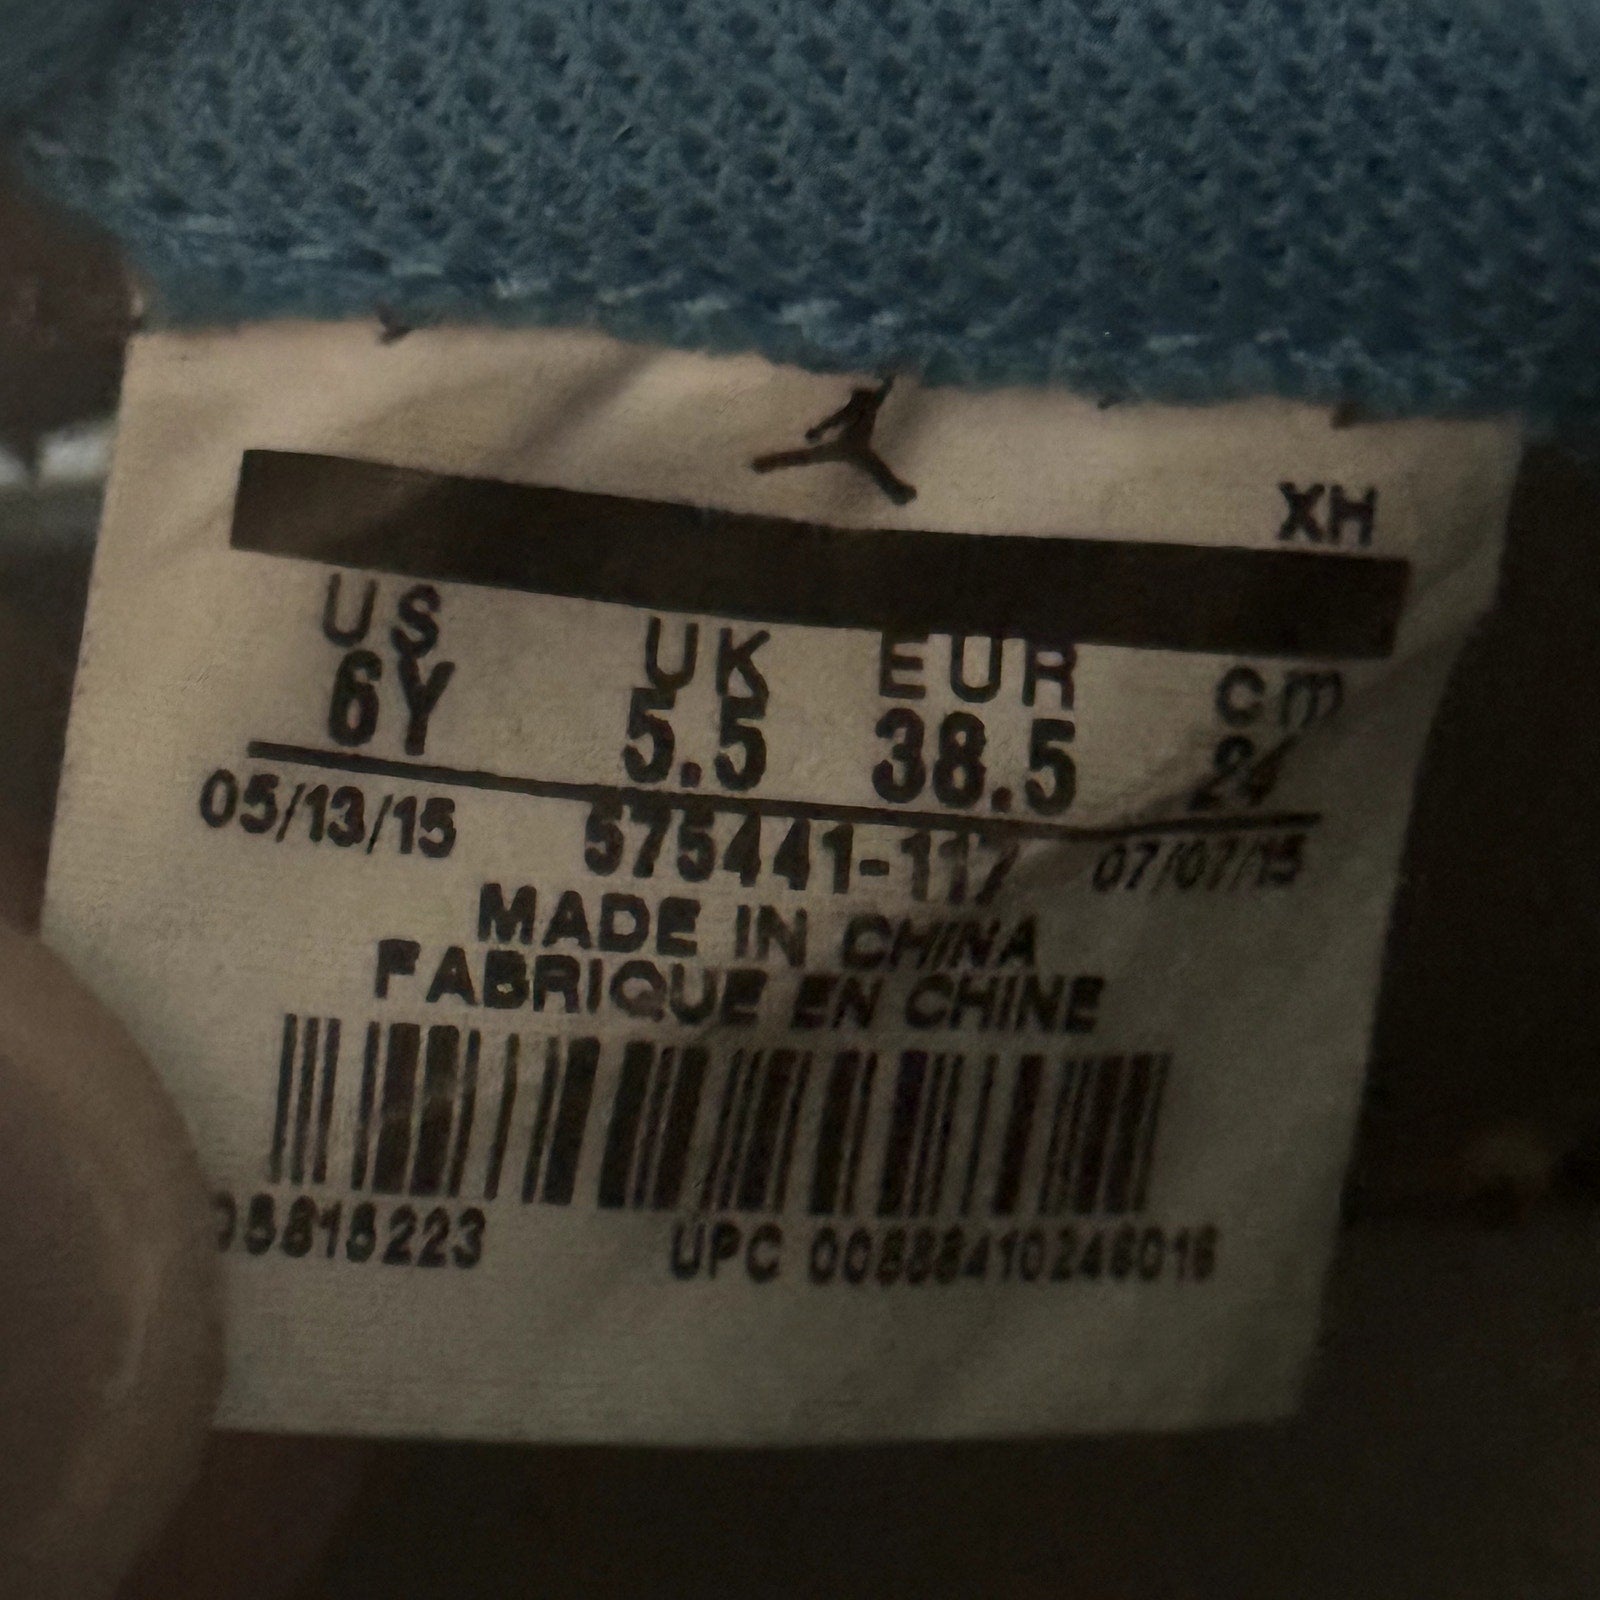 XH
US UK EUR cm
6Y 5.5 38.5 24
05/13/15 575441-117 07/07/15
MADE IN CHINA
FABRIQUE EN CHINE
UPC